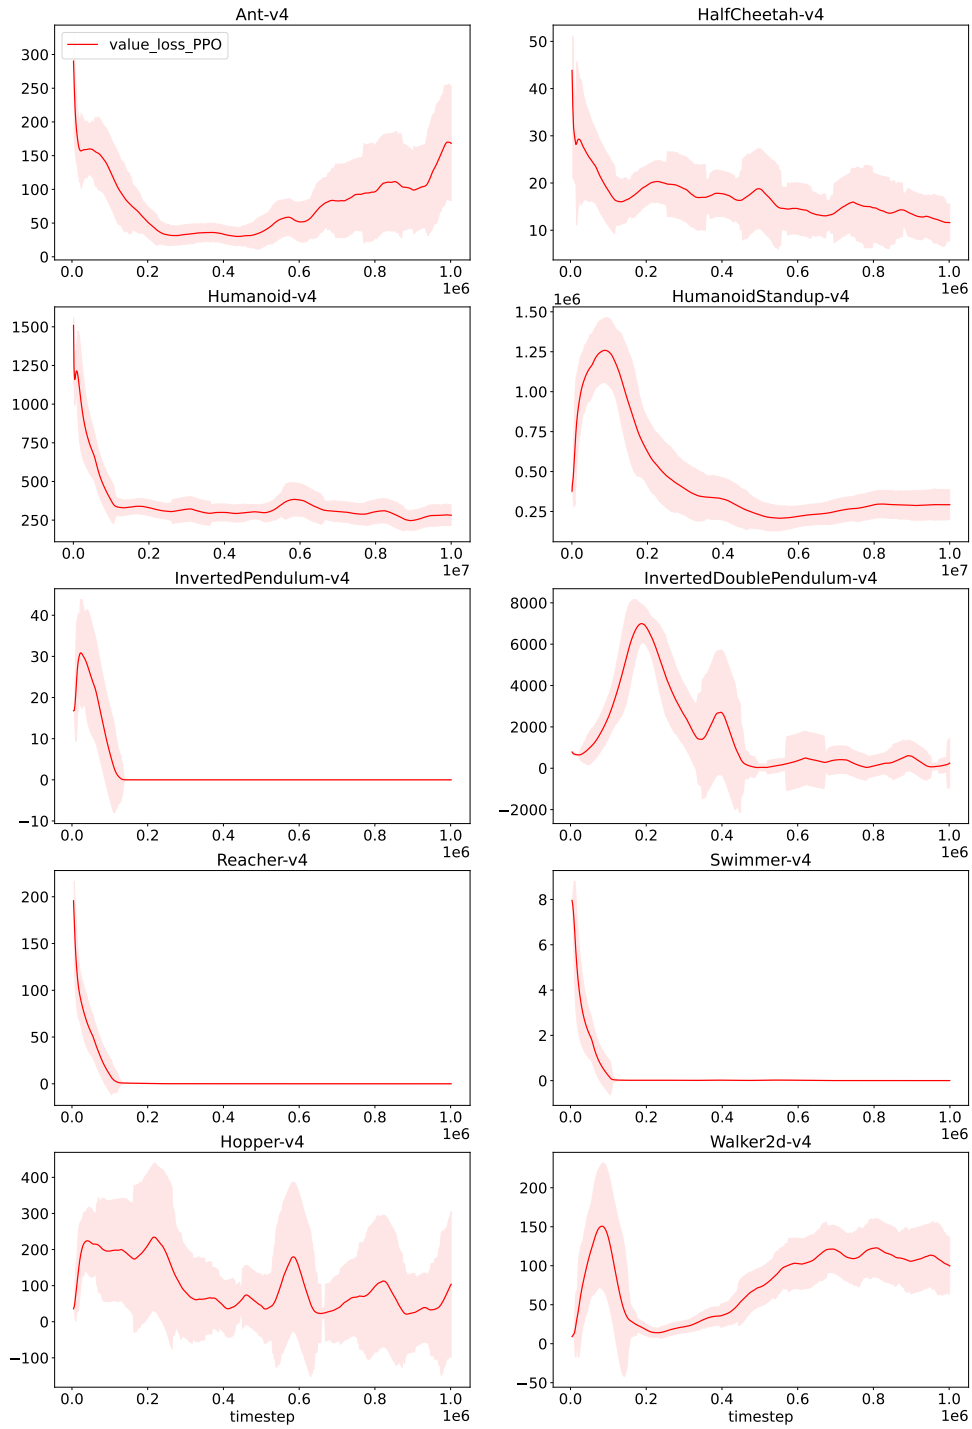 Ant-v4
value_loss_PPO
300
250
200
150
100
50
0
0.0 0.2 0.4 0.6 0.8 1.0
1e6
HalfCheetah-v4
50
40
30
20
10
0.0 0.2 0.4 0.6 0.8 1.0
1e6
Humanoid-v4
1500
1250
1000
750
500
250
0.0 0.2 0.4 0.6 0.8 1.0
1e7
HumanoidStandup-v4
1e6
1.50
1.25
1.00
0.75
0.50
0.25
0.0 0.2 0.4 0.6 0.8 1.0
1e7
InvertedPendulum-v4
40
30
20
10
0
−10
0.0 0.2 0.4 0.6 0.8 1.0
1e6
InvertedDoublePendulum-v4
8000
6000
4000
2000
0
−2000
0.0 0.2 0.4 0.6 0.8 1.0
1e6
Reacher-v4
200
150
100
50
0
0.0 0.2 0.4 0.6 0.8 1.0
1e6
Swimmer-v4
8
6
4
2
0
0.0 0.2 0.4 0.6 0.8 1.0
1e6
Hopper-v4
400
300
200
100
0
−100
0.0 0.2 0.4 0.6 0.8 1.0
1e6
timestep
Walker2d-v4
200
150
100
50
0
−50
0.0 0.2 0.4 0.6 0.8 1.0
1e6
timestep